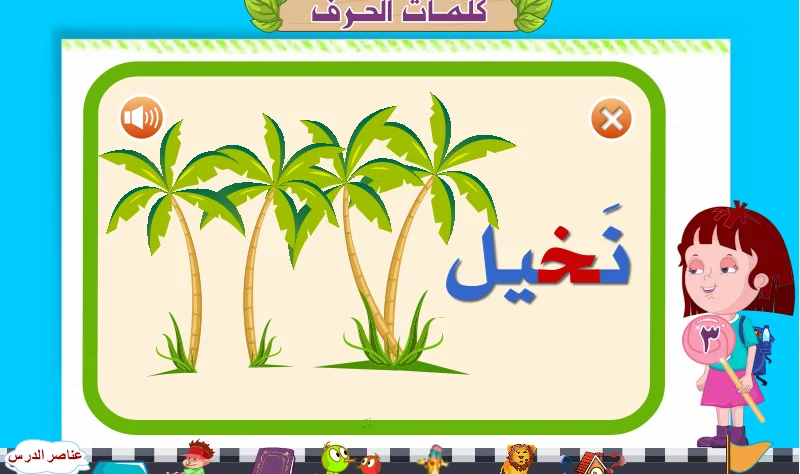 كلمات الحرف
نَخيل
٣
عناصر الدرس